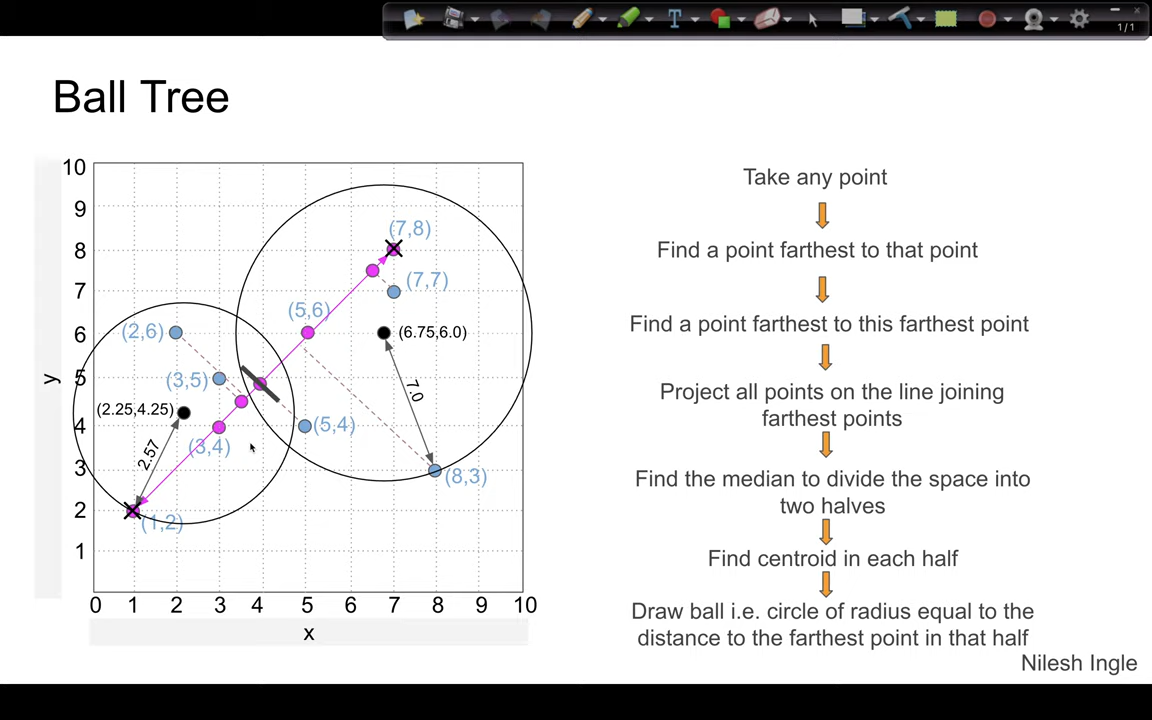 1/1
Ball Tree
10
9
8
7
6
5
4
3
2
1
y
0 1 2 3 4 5 6 7 8 9 10
x
(7,8)
(7,7)
(5,6)
(2,6)
(6.75,6.0)
(3,5)
7.0
(2.25,4.25)
(5,4)
(3,4)
2.57
(8,3)
(1,2)
Take any point
Find a point farthest to that point
Find a point farthest to this farthest point
Project all points on the line joining
farthest points
Find the median to divide the space into
two halves
Find centroid in each half
Draw ball i.e. circle of radius equal to the
distance to the farthest point in that half
Nilesh Ingle